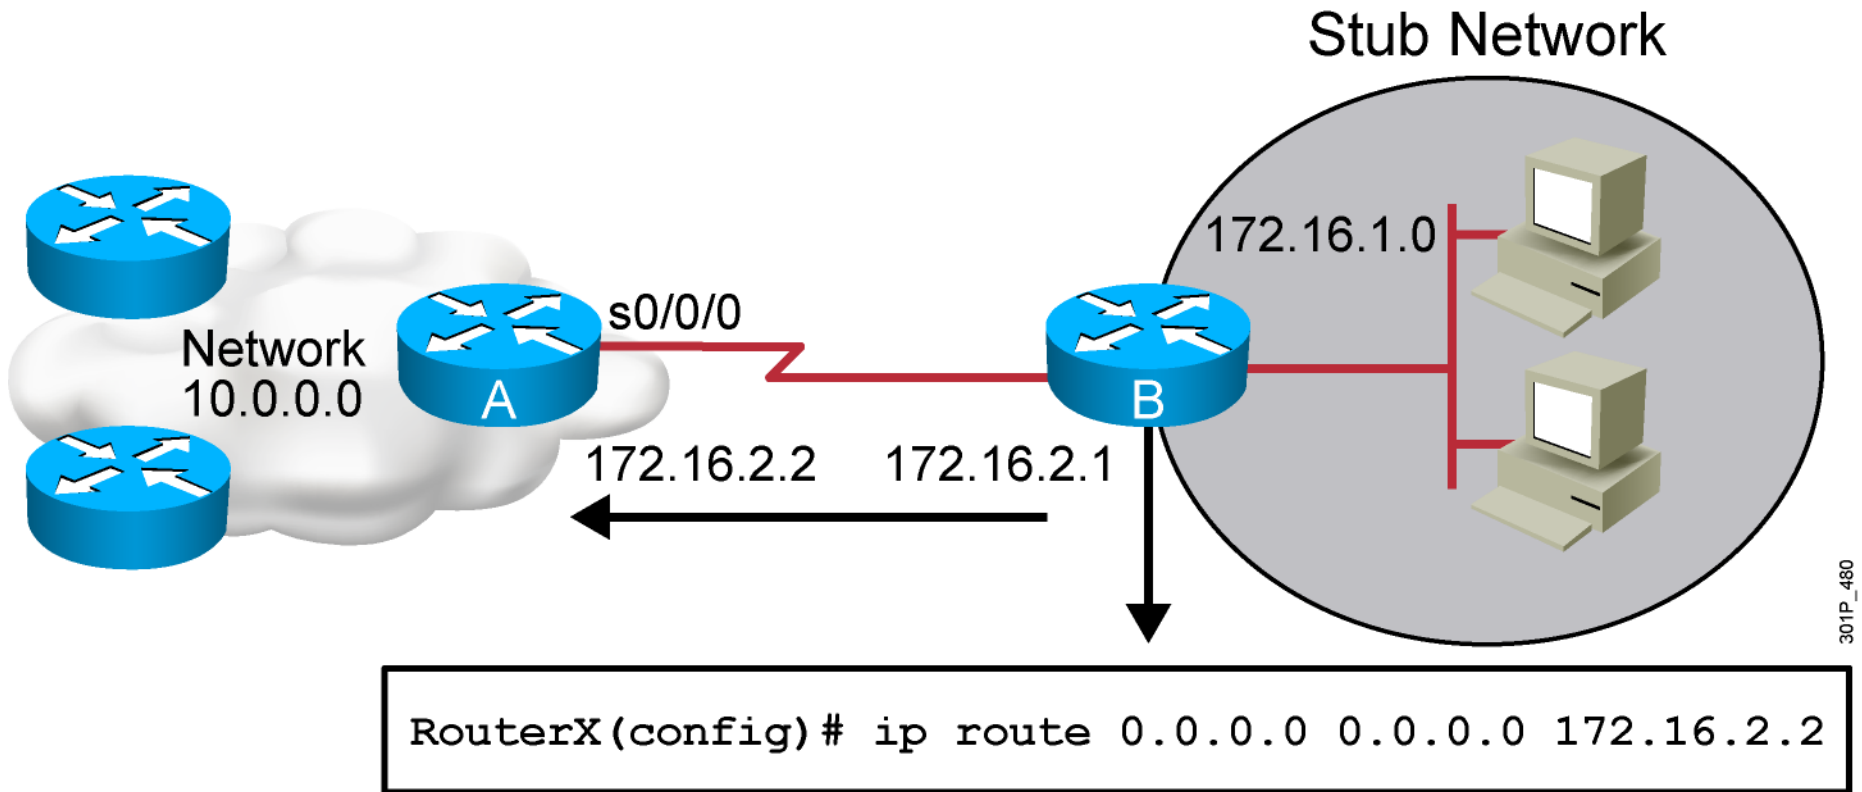 Stub Network
172.16.1.0
s0/0/0
Network
10.0.0.0
A
B
172.16.2.2
172.16.2.1
301P_480
RouterX(config)# ip route 0.0.0.0 0.0.0.0 172.16.2.2